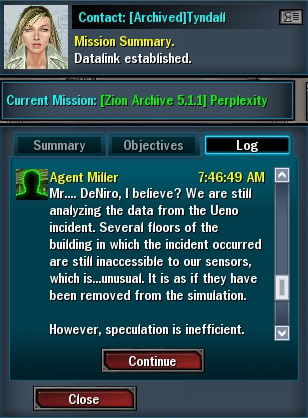 Contact: [Archived]Tyndall
Mission Summary.
Datalink established.
Current Mission: [Zion Archive 5.1.1] Perplexity
Summary
Objectives
Log
Agent Miller 7:46:49 AM
Mr.... DeNiro, I believe? We are still
analyzing the data from the Ueno
incident. Several floors of the
building in which the incident occurred
are still inaccessible to our sensors,
which is...unusual. It is as if they have
been removed from the simulation.
However, speculation is inefficient.
Continue
Close